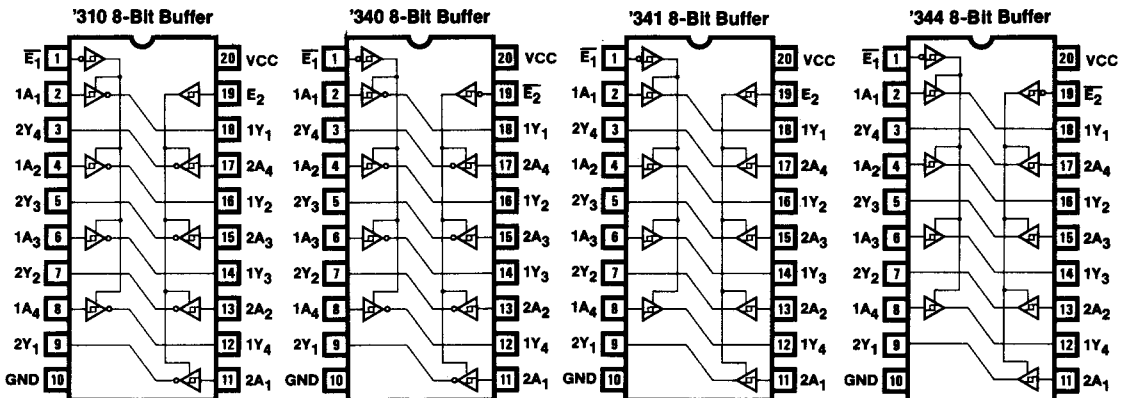 '310 8-Bit Buffer
E̅₁ 1 20 VCC
1A₁ 2 19 E₂
2Y₄ 3 18 1Y₁
1A₂ 4 17 2A₄
2Y₃ 5 16 1Y₂
1A₃ 6 15 2A₃
2Y₂ 7 14 1Y₃
1A₄ 8 13 2A₂
2Y₁ 9 12 1Y₄
GND 10 11 2A₁
'340 8-Bit Buffer
E̅₁ 1 20 VCC
1A₁ 2 19 E̅₂
2Y₄ 3 18 1Y₁
1A₂ 4 17 2A₄
2Y₃ 5 16 1Y₂
1A₃ 6 15 2A₃
2Y₂ 7 14 1Y₃
1A₄ 8 13 2A₂
2Y₁ 9 12 1Y₄
GND 10 11 2A₁
'341 8-Bit Buffer
E̅₁ 1 20 VCC
1A₁ 2 19 E₂
2Y₄ 3 18 1Y₁
1A₂ 4 17 2A₄
2Y₃ 5 16 1Y₂
1A₃ 6 15 2A₃
2Y₂ 7 14 1Y₃
1A₄ 8 13 2A₂
2Y₁ 9 12 1Y₄
GND 10 11 2A₁
'344 8-Bit Buffer
E̅₁ 1 20 VCC
1A₁ 2 19 E̅₂
2Y₄ 3 18 1Y₁
1A₂ 4 17 2A₄
2Y₃ 5 16 1Y₂
1A₃ 6 15 2A₃
2Y₂ 7 14 1Y₃
1A₄ 8 13 2A₂
2Y₁ 9 12 1Y₄
GND 10 11 2A₁